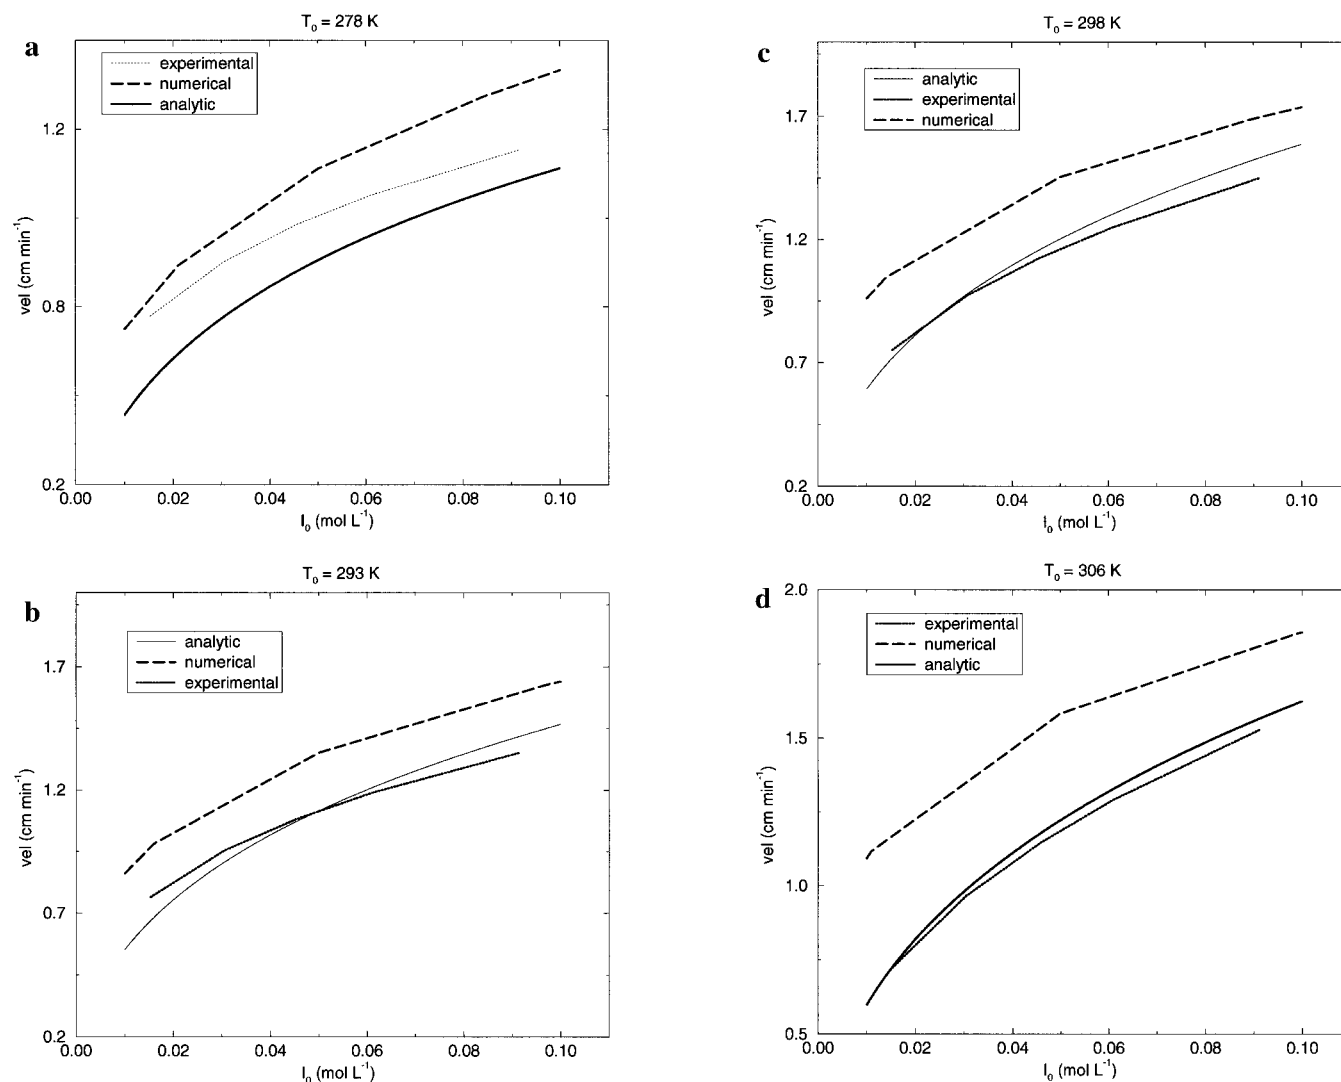 a
T₀ = 278 K
experimental
numerical
analytic
1.2
0.8
0.2
vel (cm min⁻¹)
0.00 0.02 0.04 0.06 0.08 0.10
I₀ (mol L⁻¹)
c
T₀ = 298 K
analytic
experimental
numerical
1.7
1.2
0.7
0.2
vel (cm min⁻¹)
0.00 0.02 0.04 0.06 0.08 0.10
I₀ (mol L⁻¹)
b
T₀ = 293 K
analytic
numerical
experimental
1.7
1.2
0.7
0.2
vel (cm min⁻¹)
0.00 0.02 0.04 0.06 0.08 0.10
I₀ (mol L⁻¹)
d
T₀ = 306 K
experimental
numerical
analytic
2.0
1.5
1.0
0.5
vel (cm min⁻¹)
0.00 0.02 0.04 0.06 0.08 0.10
I₀ (mol L⁻¹)